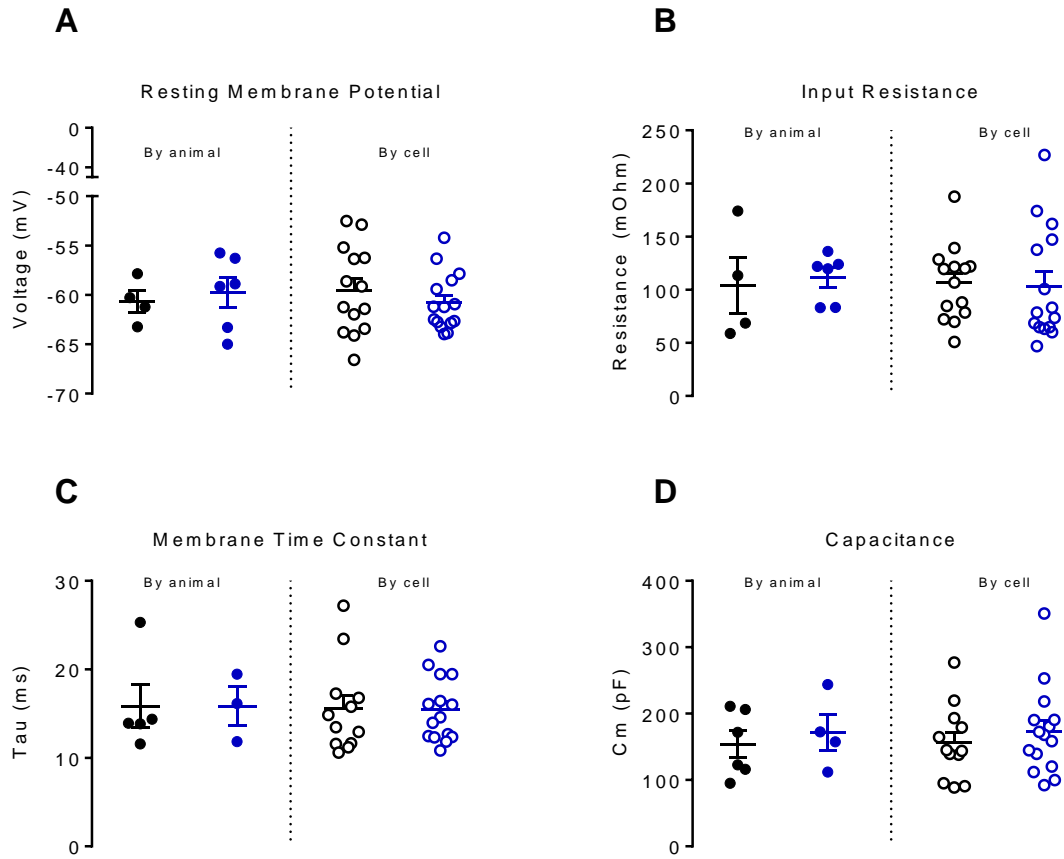 A
Resting Membrane Potential
By animal
By cell
Voltage (mV)
0
-40
-50
-55
-60
-65
-70
B
Input Resistance
By animal
By cell
Resistance (mOhm)
250
200
150
100
50
0
C
Membrane Time Constant
By animal
By cell
Tau (ms)
30
20
10
0
D
Capacitance
By animal
By cell
Cm (pF)
400
300
200
100
0